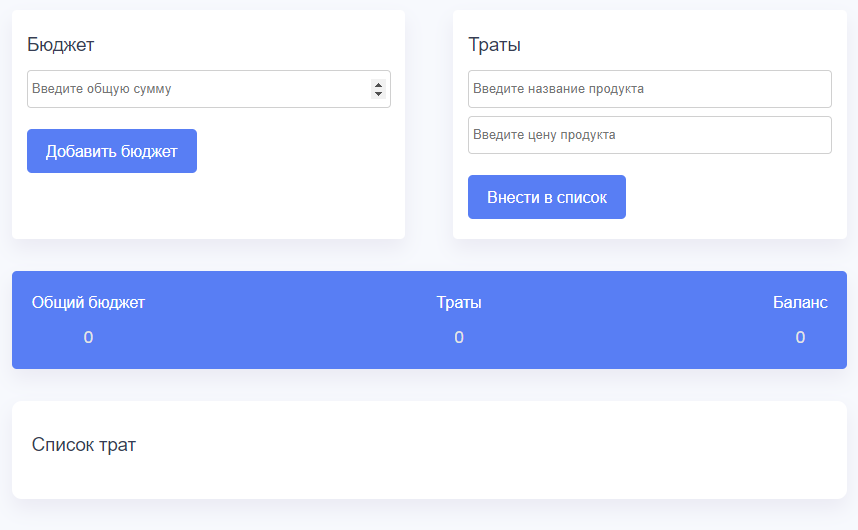 Бюджет
Введите общую сумму
Добавить бюджет
Траты
Введите название продукта
Введите цену продукта
Внести в список
Общий бюджет
0
Траты
0
Баланс
0
Список трат